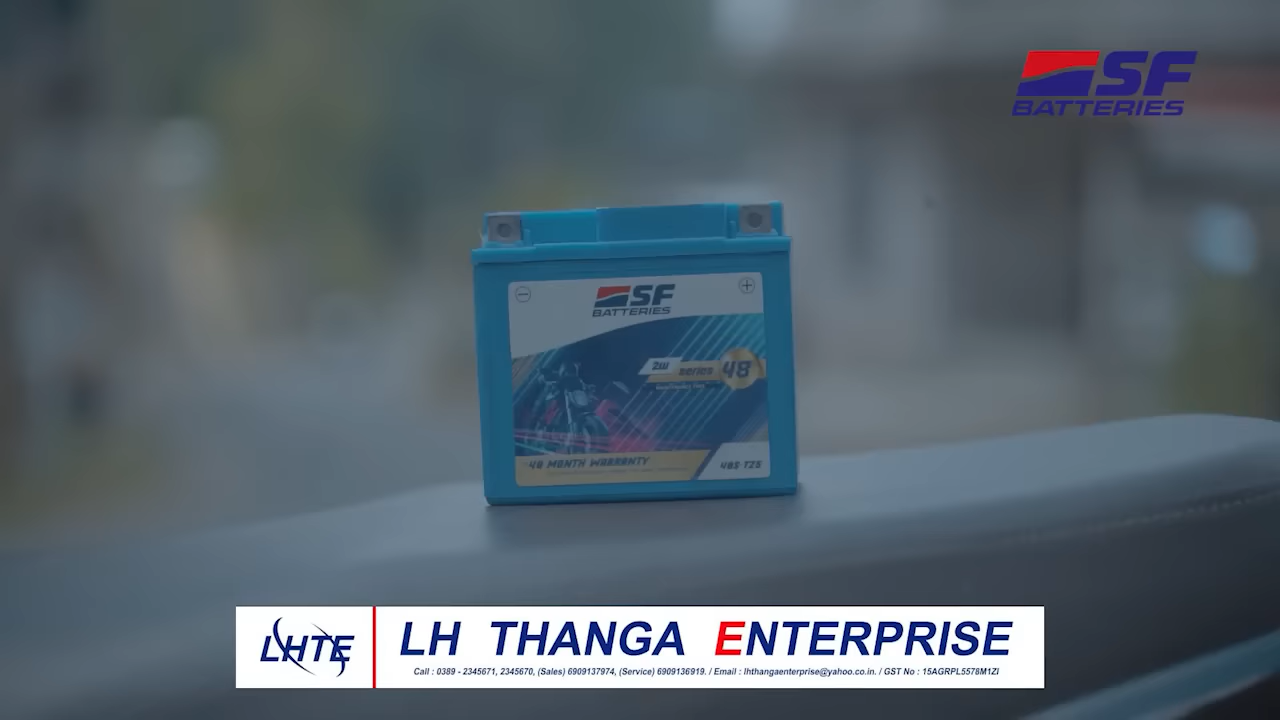 SF
BATTERIES
SF
BATTERIES
2W series 48
48 MONTH WARRANTY
48S-TZ5
LHTE
LH THANGA ENTERPRISE
Call : 0389 - 2345671, 2345670, (Sales) 6909137974, (Service) 6909136919. / Email : lhthangaenterprise@yahoo.co.in. / GST No : 15AGRPL5578M1ZI